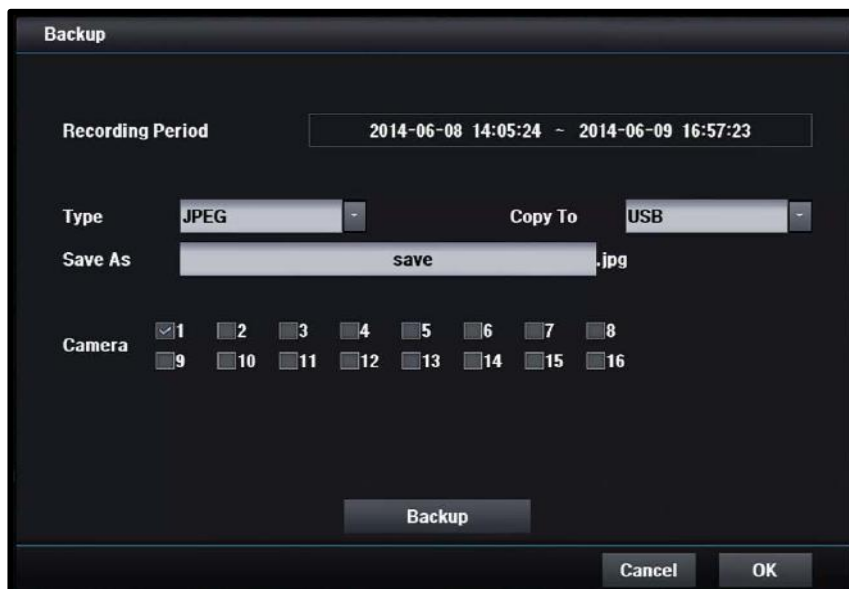 Backup
Recording Period 2014-06-08 14:05:24 ~ 2014-06-09 16:57:23
Type JPEG Copy To USB
Save As save .jpg
1 2 3 4 5 6 7 8
Camera
9 10 11 12 13 14 15 16
Backup
Cancel OK